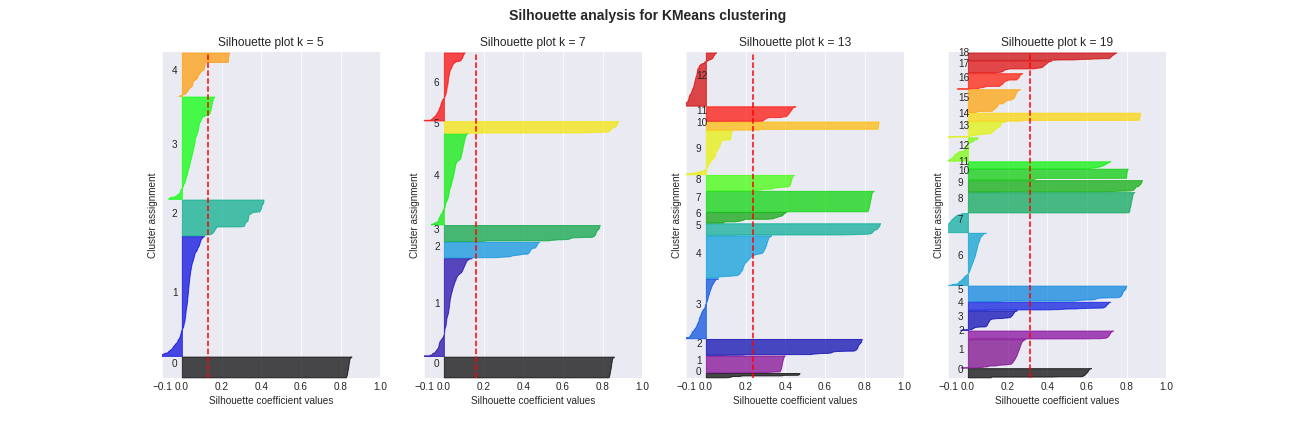 Silhouette analysis for KMeans clustering
Silhouette plot k = 5
Cluster assignment
4
3
2
1
0
−0.1 0.0 0.2 0.4 0.6 0.8 1.0
Silhouette coefficient values
Silhouette plot k = 7
Cluster assignment
6
5
4
3
2
1
0
−0.1 0.0 0.2 0.4 0.6 0.8 1.0
Silhouette coefficient values
Silhouette plot k = 13
Cluster assignment
12
11
10
9
8
7
6
5
4
3
2
1
0
−0.1 0.0 0.2 0.4 0.6 0.8 1.0
Silhouette coefficient values
Silhouette plot k = 19
Cluster assignment
18
17
16
15
14
13
12
11
10
9
8
7
6
5
4
3
2
1
0
−0.1 0.0 0.2 0.4 0.6 0.8 1.0
Silhouette coefficient values